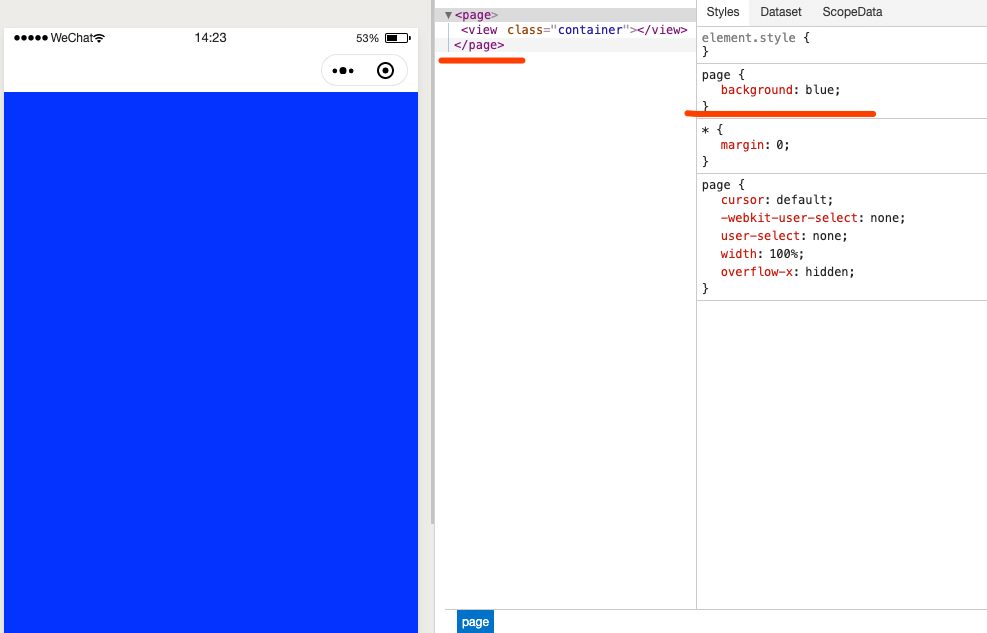 WeChat 14:23 53%
<page>
<view class="container"></view>
</page>
page
Styles Dataset ScopeData
element.style {
}
page {
background: blue;
}
* {
margin: 0;
}
page {
cursor: default;
-webkit-user-select: none;
user-select: none;
width: 100%;
overflow-x: hidden;
}